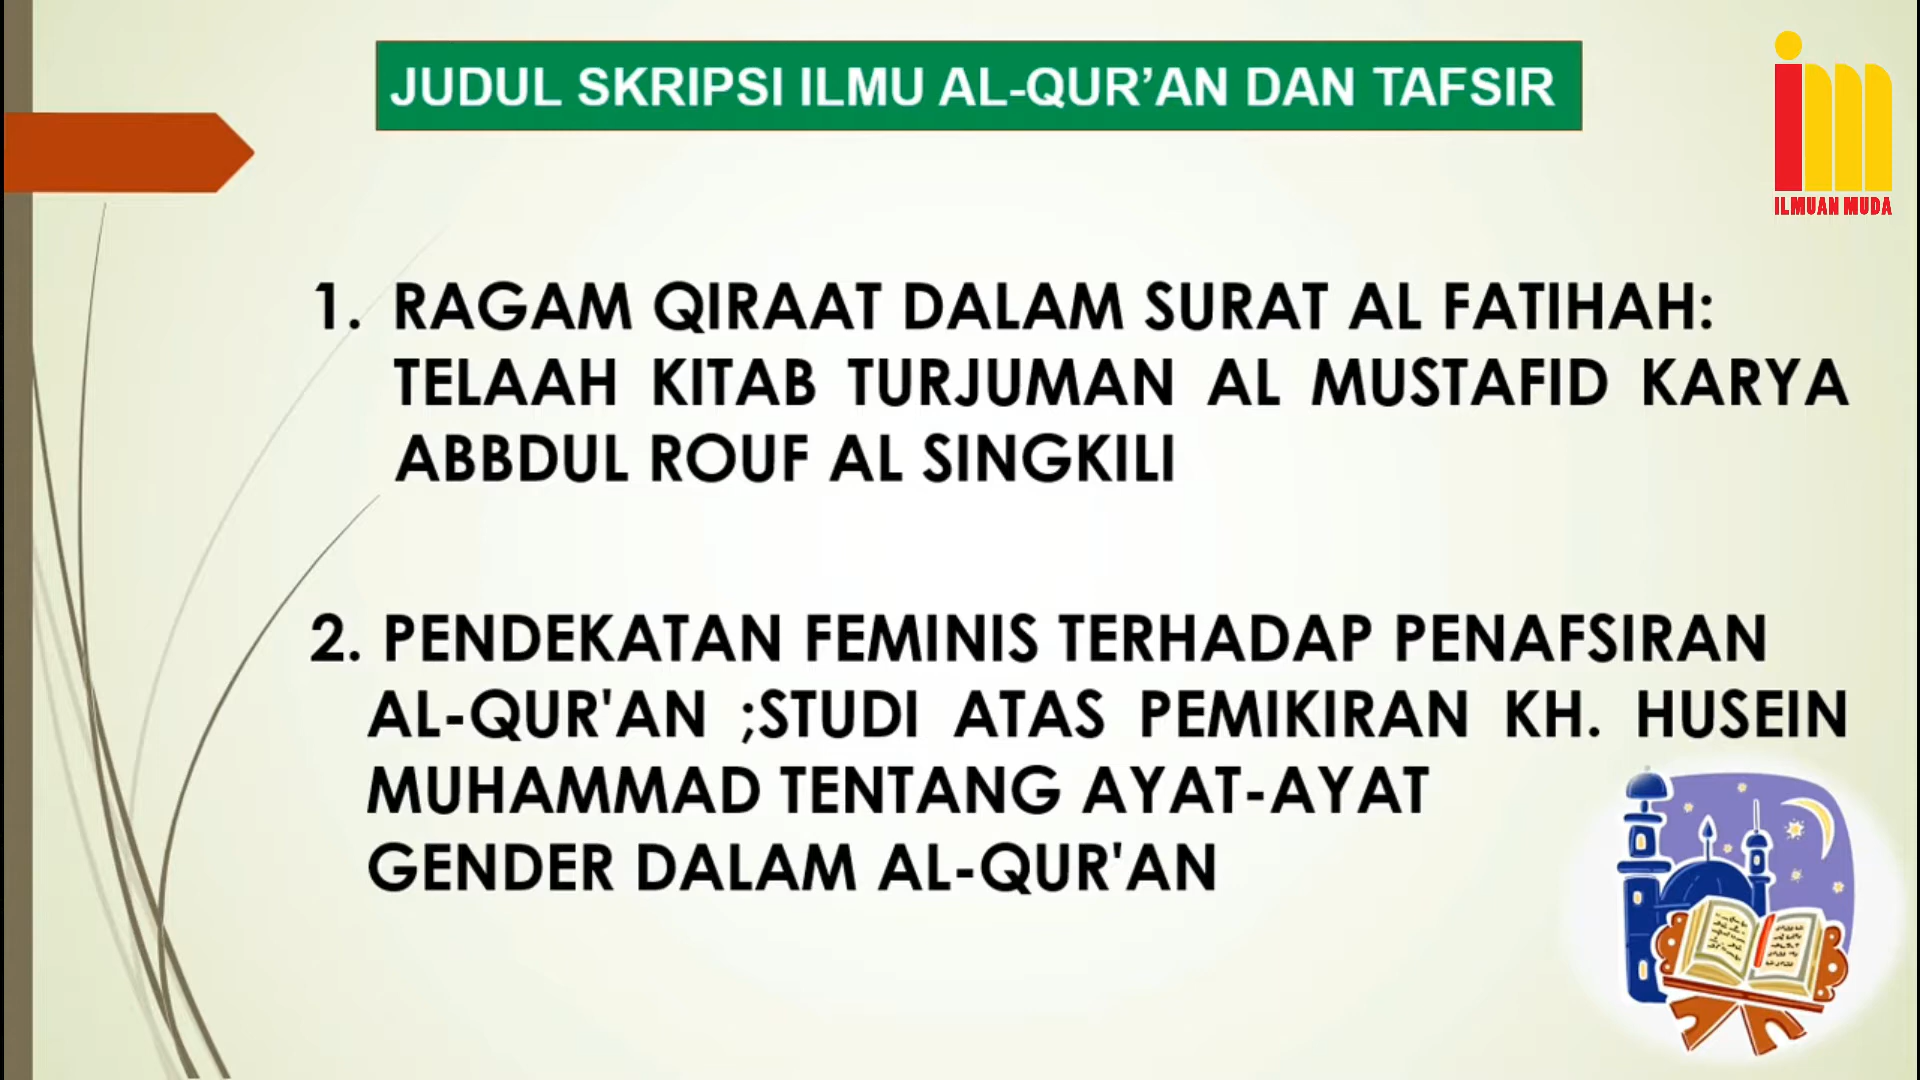 JUDUL SKRIPSI ILMU AL-QUR’AN DAN TAFSIR
ILMUAN MUDA
1. RAGAM QIRAAT DALAM SURAT AL FATIHAH:
TELAAH KITAB TURJUMAN AL MUSTAFID KARYA
ABBDUL ROUF AL SINGKILI
2. PENDEKATAN FEMINIS TERHADAP PENAFSIRAN
AL-QUR'AN ;STUDI ATAS PEMIKIRAN KH. HUSEIN
MUHAMMAD TENTANG AYAT-AYAT
GENDER DALAM AL-QUR'AN